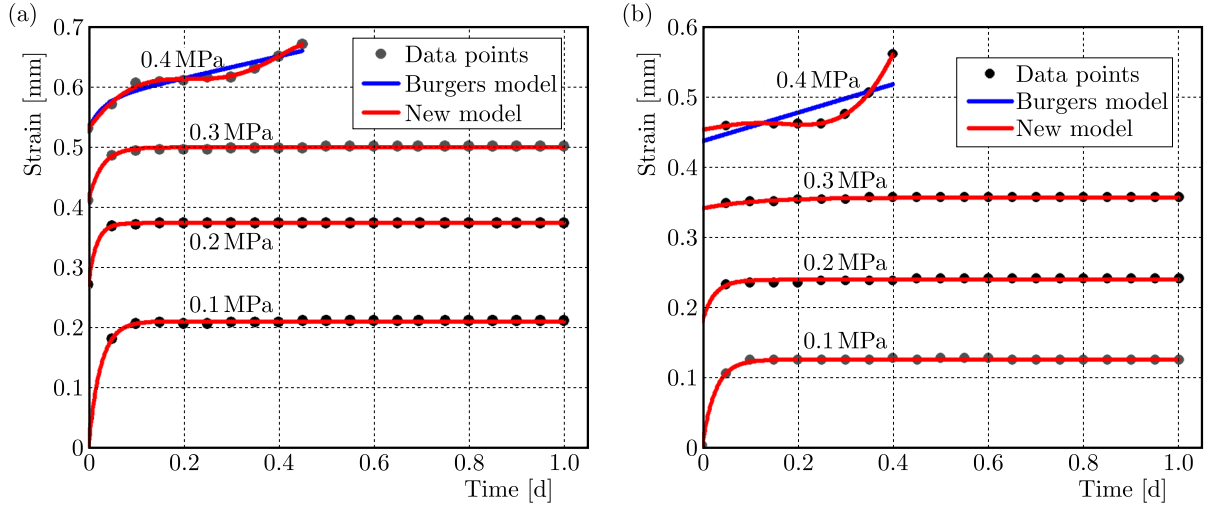 (a)
Strain [mm]
0.7
0.6
0.5
0.4
0.3
0.2
0.1
0
0.4 MPa
0.3 MPa
0.2 MPa
0.1 MPa
Data points
Burgers model
New model
0 0.2 0.4 0.6 0.8 1.0
Time [d]
(b)
Strain [mm]
0.6
0.5
0.4
0.3
0.2
0.1
0
0.4 MPa
0.3 MPa
0.2 MPa
0.1 MPa
Data points
Burgers model
New model
0 0.2 0.4 0.6 0.8 1.0
Time [d]